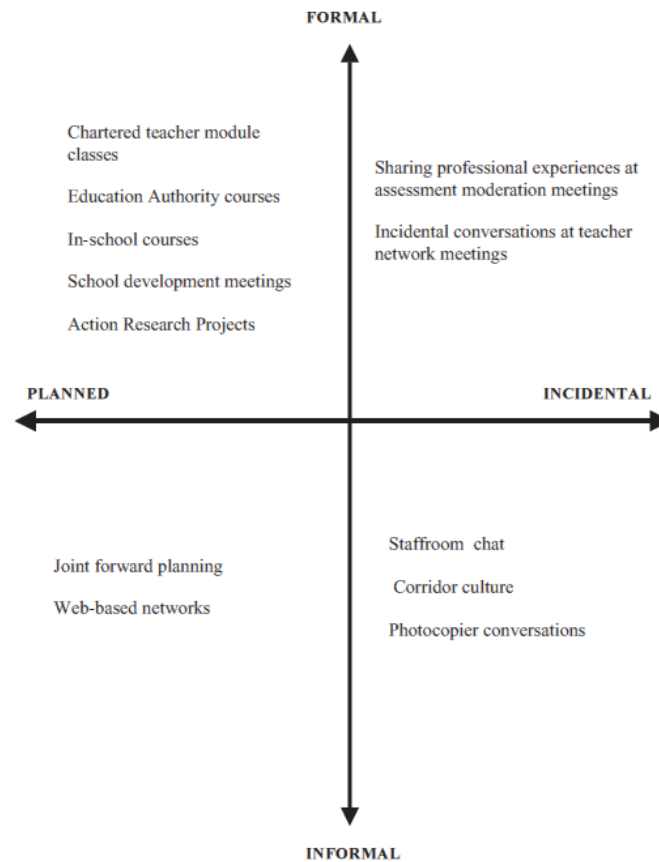 FORMAL
Chartered teacher module
classes
Education Authority courses
In-school courses
School development meetings
Action Research Projects
Sharing professional experiences at
assessment moderation meetings
Incidental conversations at teacher
network meetings
PLANNED
INCIDENTAL
Joint forward planning
Web-based networks
Staffroom chat
Corridor culture
Photocopier conversations
INFORMAL